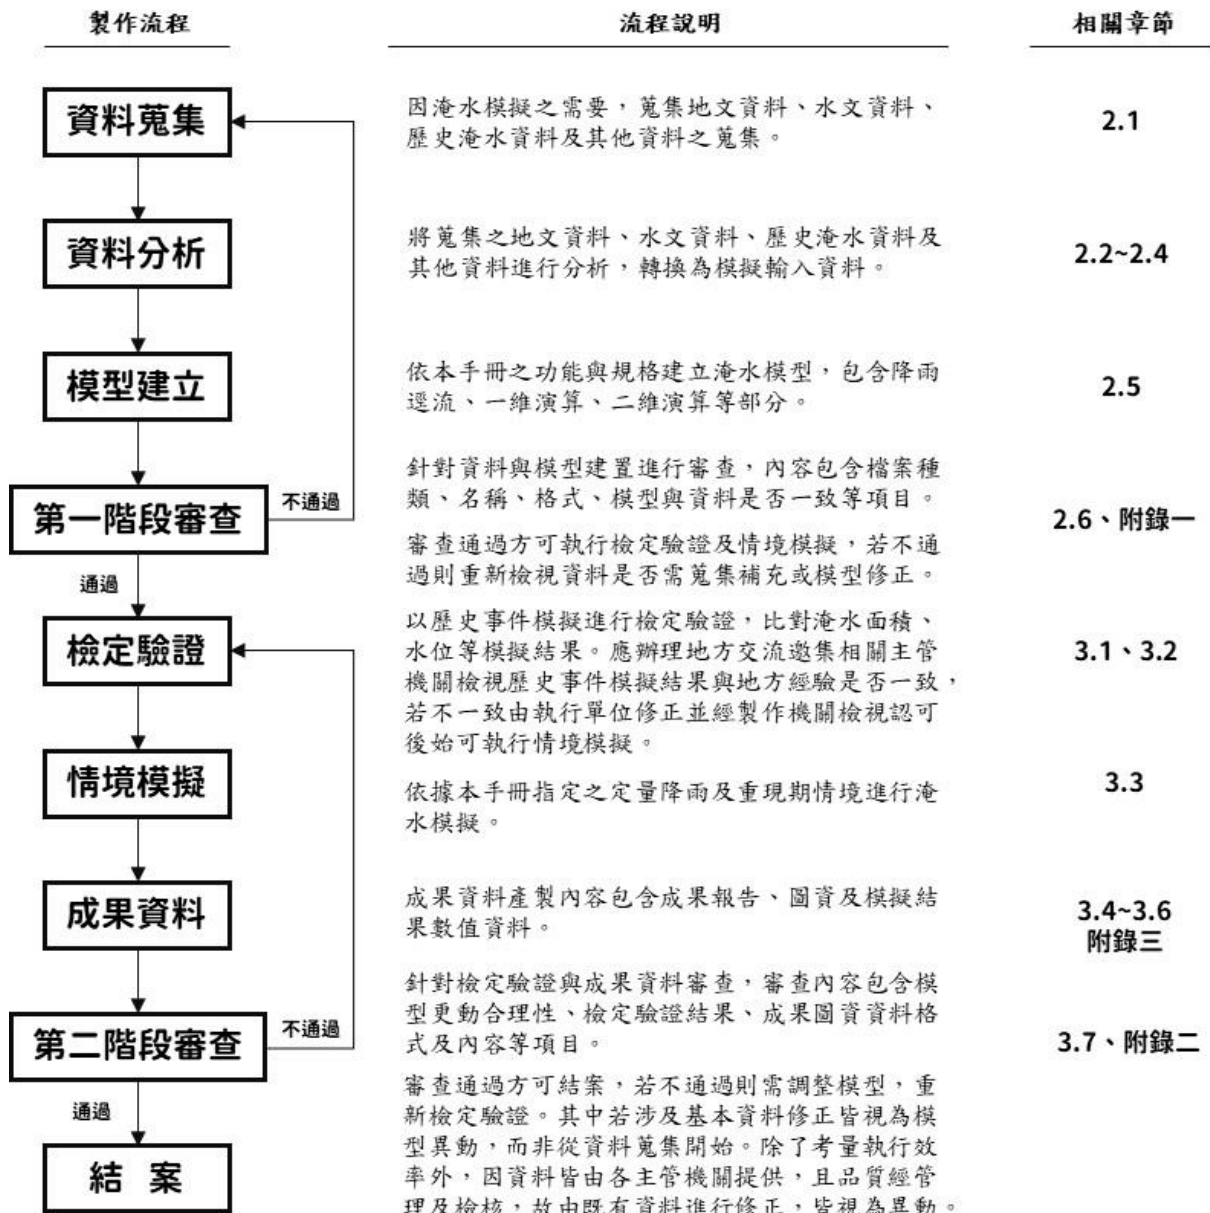 製作流程
流程說明
相關章節
資料蒐集
因淹水模擬之需要，蒐集地文資料、水文資料、
歷史淹水資料及其他資料之蒐集。
2.1
資料分析
將蒐集之地文資料、水文資料、歷史淹水資料及
其他資料進行分析，轉換為模擬輸入資料。
2.2~2.4
模型建立
依本手冊之功能與規格建立淹水模型，包含降雨
逕流、一維演算、二維演算等部分。
2.5
第一階段審查
不通過
通過
針對資料與模型建置進行審查，內容包含檔案種
類、名稱、格式、模型與資料是否一致等項目。
審查通過方可執行檢定驗證及情境模擬，若不通
過則重新檢視資料是否需蒐集補充或模型修正。
2.6、附錄一
檢定驗證
以歷史事件模擬進行檢定驗證，比對淹水面積、
水位等模擬結果。應辦理地方交流邀集相關主管
機關檢視歷史事件模擬結果與地方經驗是否一致，
若不一致由執行單位修正並經製作機關檢視認可
後始可執行情境模擬。
3.1、3.2
情境模擬
依據本手冊指定之定量降雨及重現期情境進行淹
水模擬。
3.3
成果資料
成果資料產製內容包含成果報告、圖資及模擬結
果數值資料。
3.4~3.6
附錄三
第二階段審查
不通過
通過
針對檢定驗證與成果資料審查，審查內容包含模
型更動合理性、檢定驗證結果、成果圖資資料格
式及內容等項目。
3.7、附錄二
審查通過方可結案，若不通過則需調整模型，重
新檢定驗證。其中若涉及基本資料修正皆視為模
型異動，而非從資料蒐集開始。除了考量執行效
率外，因資料皆由各主管機關提供，且品質經管
理及檢核，故由既有資料進行修正，皆視為異動。
結 案